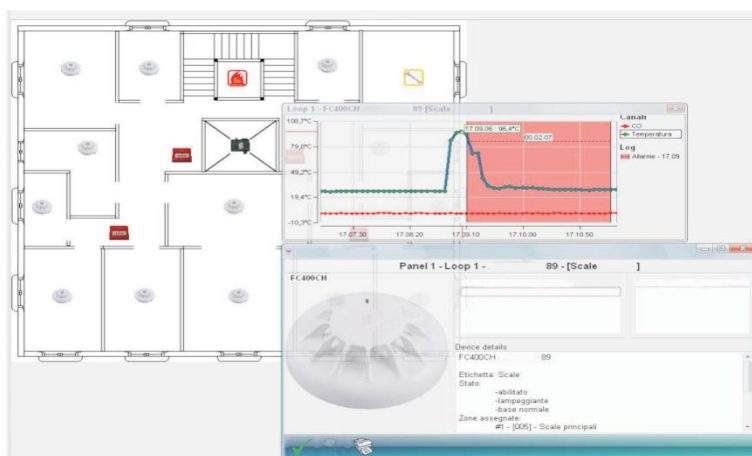 Loop 1 - FC400CH 89 [Scale ]
106,7°C
79,0°C
49,2°C
19,4°C
-10,3°C
17.09.06 : 96,4°C
00:02.07
17.07.30
17.08.20
17.09.10
17.10.00
17.10.50
Canali
CO
Temperatura
Log
Allarme - 17.09
Panel 1 - Loop 1 - 89 - [Scale ]
FC400CH
Device details
FC400CH 89
Etichetta: Scale
Stato:
-abilitato
-lampeggiante
-base normale
Zone assegnate:
#1 - [005] - Scale principali